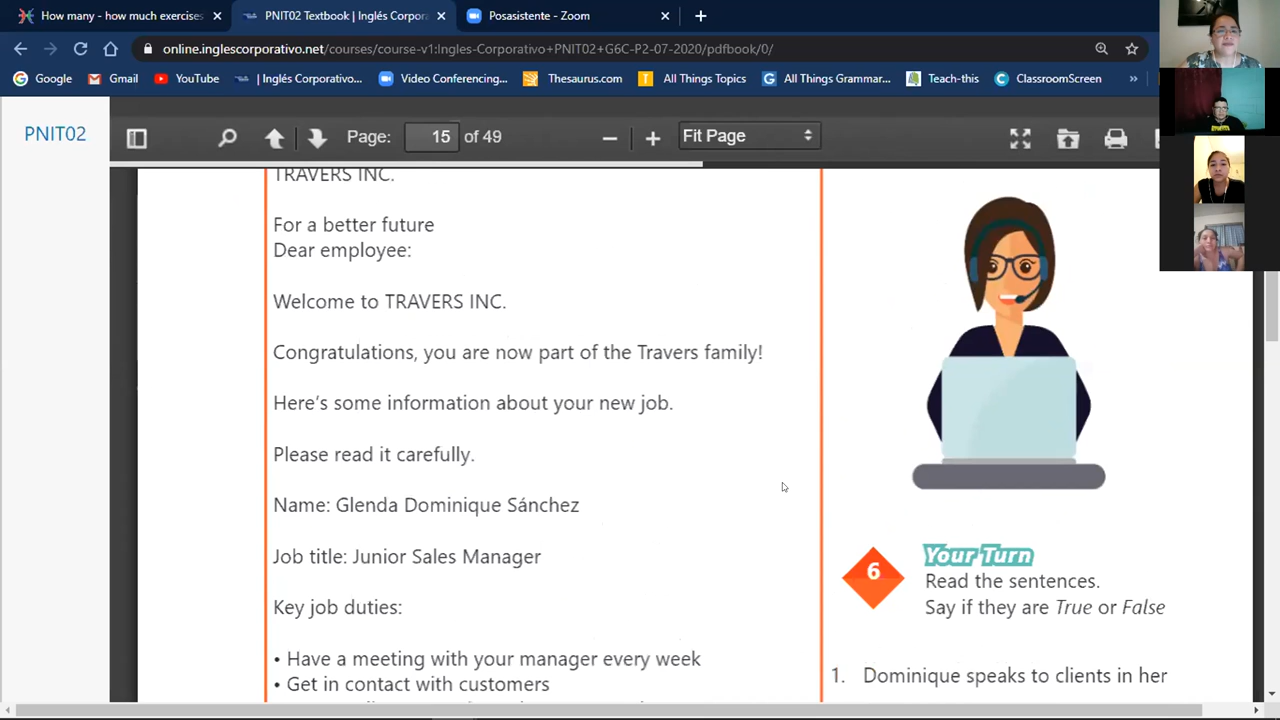 How many - how much exercises
PNIT02 Textbook | Inglés Corpora
Posasistente - Zoom
online.inglescorporativo.net/courses/course-v1:Ingles-Corporativo+PNIT02+G6C-P2-07-2020/pdfbook/0/
Google
Gmail
YouTube
| Inglés Corporativo...
Video Conferencing...
Thesaurus.com
All Things Topics
All Things Grammar...
Teach-this
ClassroomScreen
PNIT02
Page: 15 of 49
Fit Page
TRAVERS INC.
For a better future
Dear employee:
Welcome to TRAVERS INC.
Congratulations, you are now part of the Travers family!
Here's some information about your new job.
Please read it carefully.
Name: Glenda Dominique Sánchez
Job title: Junior Sales Manager
Key job duties:
• Have a meeting with your manager every week
• Get in contact with customers
6
Your Turn
Read the sentences.
Say if they are True or False
1. Dominique speaks to clients in her